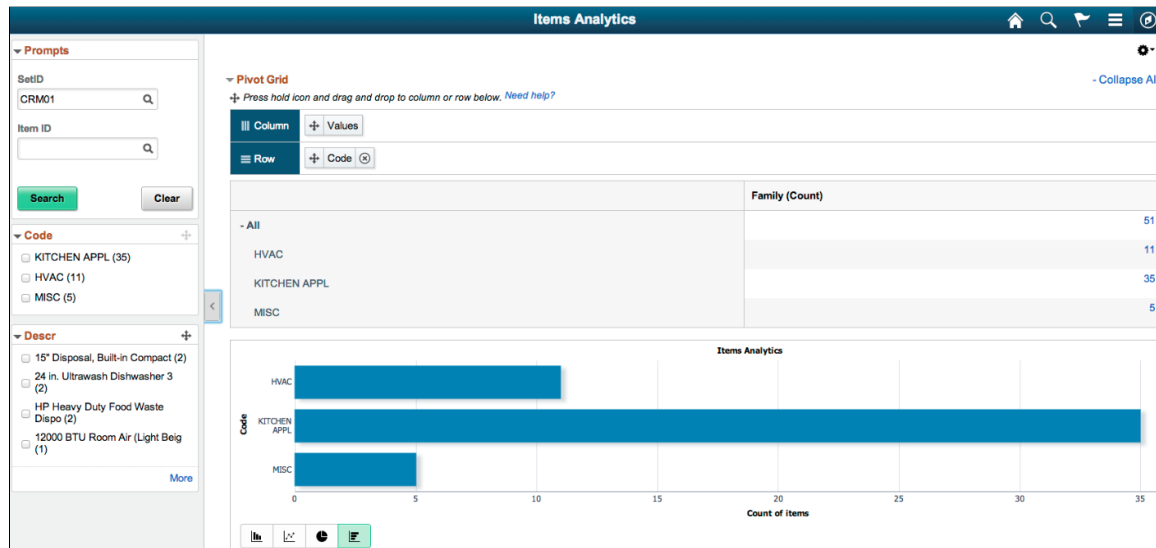 Items Analytics
Prompts
SetID
CRM01
Item ID
Search
Clear
Code
KITCHEN APPL (35)
HVAC (11)
MISC (5)
Descr
15" Disposal, Built-in Compact (2)
24 in. Ultrawash Dishwasher 3
(2)
HP Heavy Duty Food Waste
Dispo (2)
12000 BTU Room Air (Light Beig
(1)
More
Pivot Grid
- Collapse Al
Press hold icon and drag and drop to column or row below. Need help?
Column
Values
Row
Code
Family (Count)
- All
51
HVAC
11
KITCHEN APPL
35
MISC
5
Items Analytics
Code
HVAC
KITCHEN
APPL
MISC
0 5 10 15 20 25 30 35
Count of items